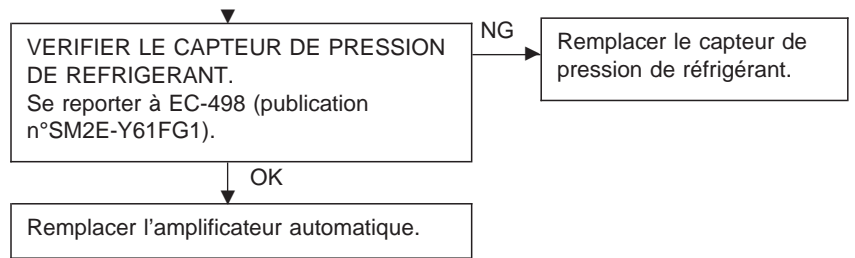 VERIFIER LE CAPTEUR DE PRESSION
DE REFRIGERANT.
Se reporter à EC-498 (publication
n°SM2E-Y61FG1).
NG
Remplacer le capteur de
pression de réfrigérant.
OK
Remplacer l'amplificateur automatique.